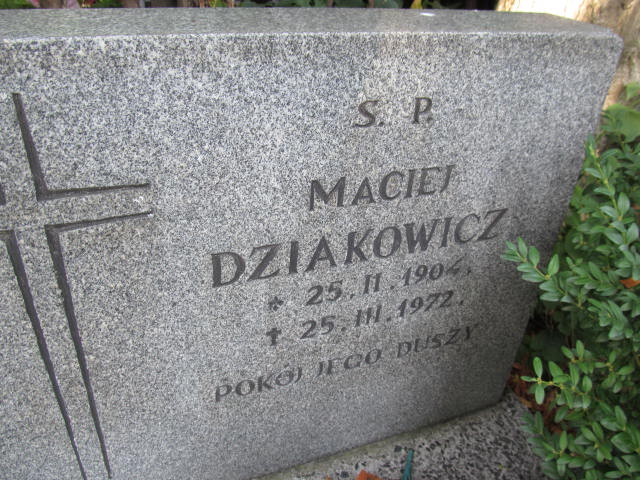 S. P.
MACIEJ
DZIAKOWICZ
* 25. II. 1904.
✝ 25. III. 1972.
POKÓJ JEGO DUSZY